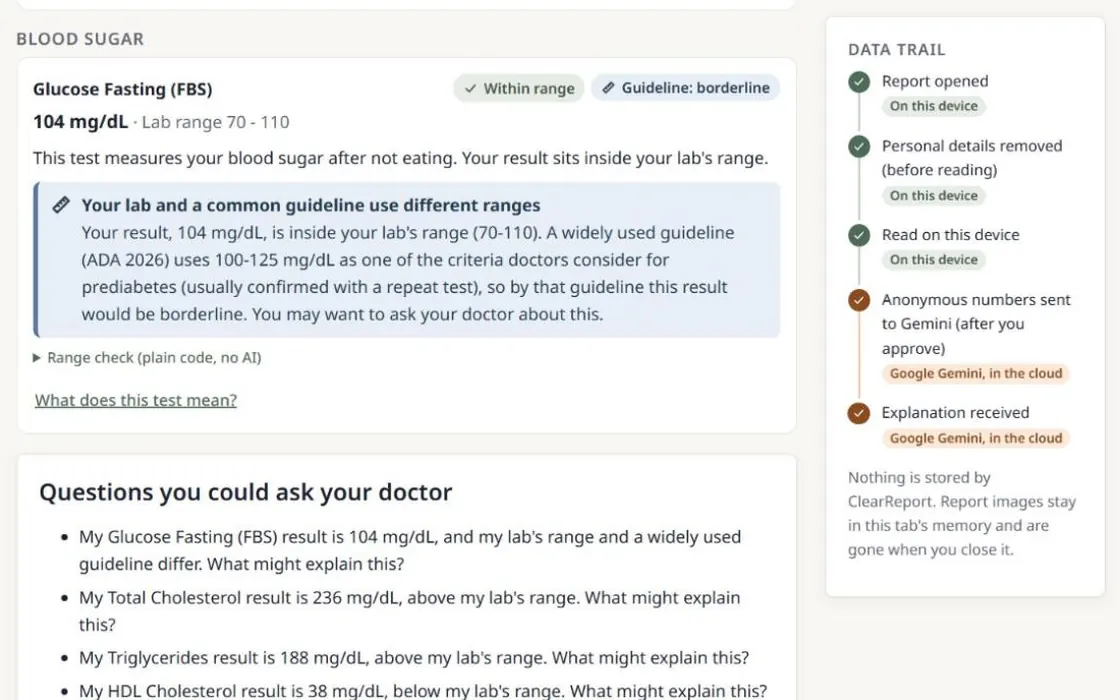 BLOOD SUGAR
Glucose Fasting (FBS)
Within range
Guideline: borderline
104 mg/dL · Lab range 70 - 110
This test measures your blood sugar after not eating. Your result sits inside your lab's range.
Your lab and a common guideline use different ranges
Your result, 104 mg/dL, is inside your lab's range (70-110). A widely used guideline
(ADA 2026) uses 100-125 mg/dL as one of the criteria doctors consider for
prediabetes (usually confirmed with a repeat test), so by that guideline this result
would be borderline. You may want to ask your doctor about this.
Range check (plain code, no AI)
What does this test mean?
Questions you could ask your doctor
• My Glucose Fasting (FBS) result is 104 mg/dL, and my lab's range and a widely used
guideline differ. What might explain this?
• My Total Cholesterol result is 236 mg/dL, above my lab's range. What might explain
this?
• My Triglycerides result is 188 mg/dL, above my lab's range. What might explain this?
• My HDL Cholesterol result is 38 mg/dL, below my lab's range. What might explain this?
DATA TRAIL
Report opened
On this device
Personal details removed
(before reading)
On this device
Read on this device
On this device
Anonymous numbers sent
to Gemini (after you
approve)
Google Gemini, in the cloud
Explanation received
Google Gemini, in the cloud
Nothing is stored by
ClearReport. Report images stay
in this tab's memory and are
gone when you close it.